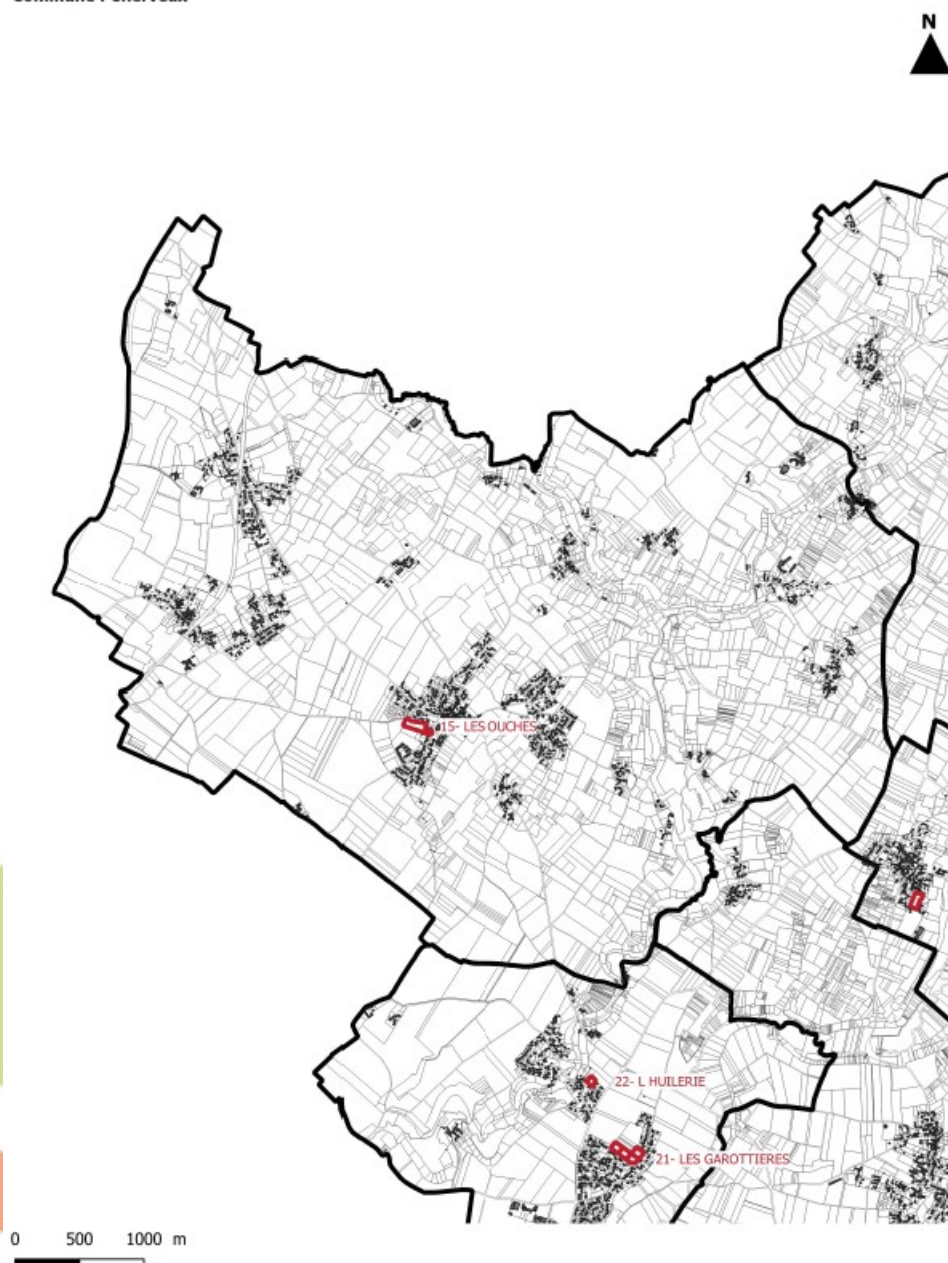 N
15- LES OUCHES
22- L HUILERIE
21- LES GAROTTIERES
0 500 1000 m